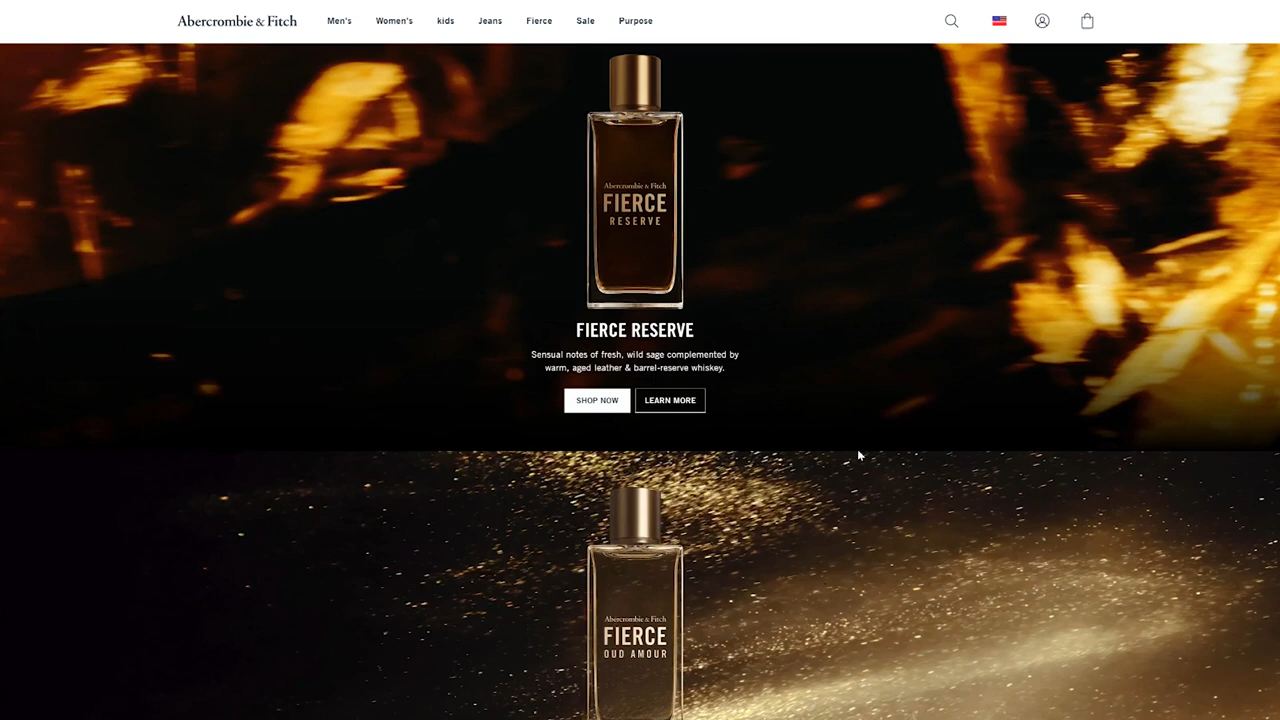 Abercrombie & Fitch Men's Women's kids Jeans Fierce Sale Purpose
Abercrombie & Fitch
FIERCE
RESERVE
FIERCE RESERVE
Sensual notes of fresh, wild sage complemented by
warm, aged leather & barrel-reserve whiskey.
SHOP NOW LEARN MORE
Abercrombie & Fitch
FIERCE
OUD AMOUR